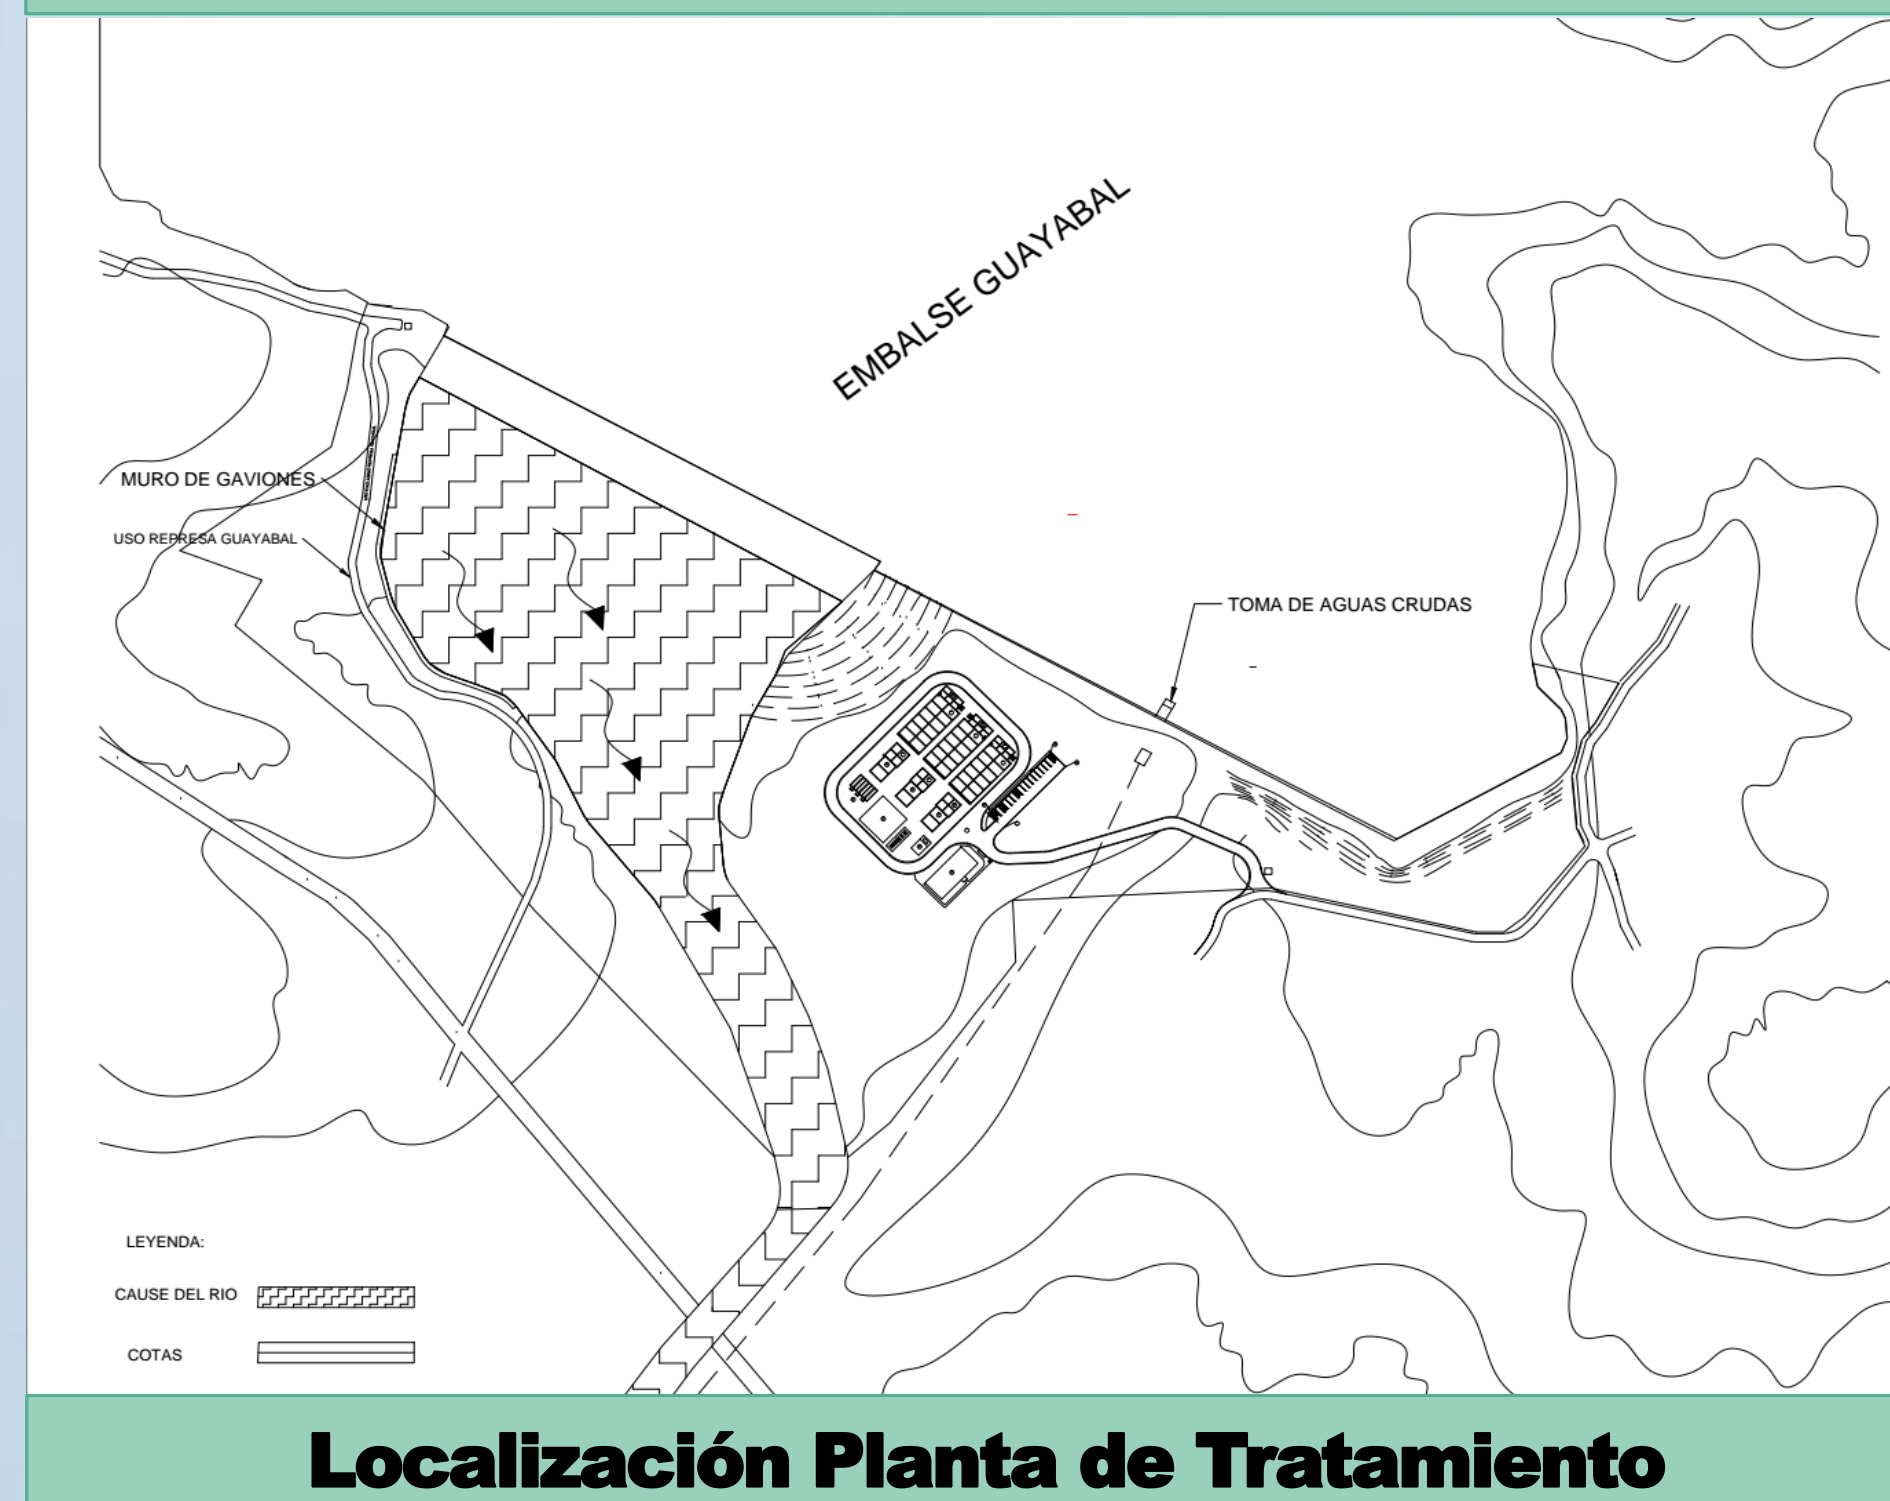 EMBALSE GUAYABAL
MURO DE GAVIONES
USO REPRESA GUAYABAL
TOMA DE AGUAS CRUDAS
LEYENDA:
CAUSE DEL RIO
COTAS
Localización Planta de Tratamiento